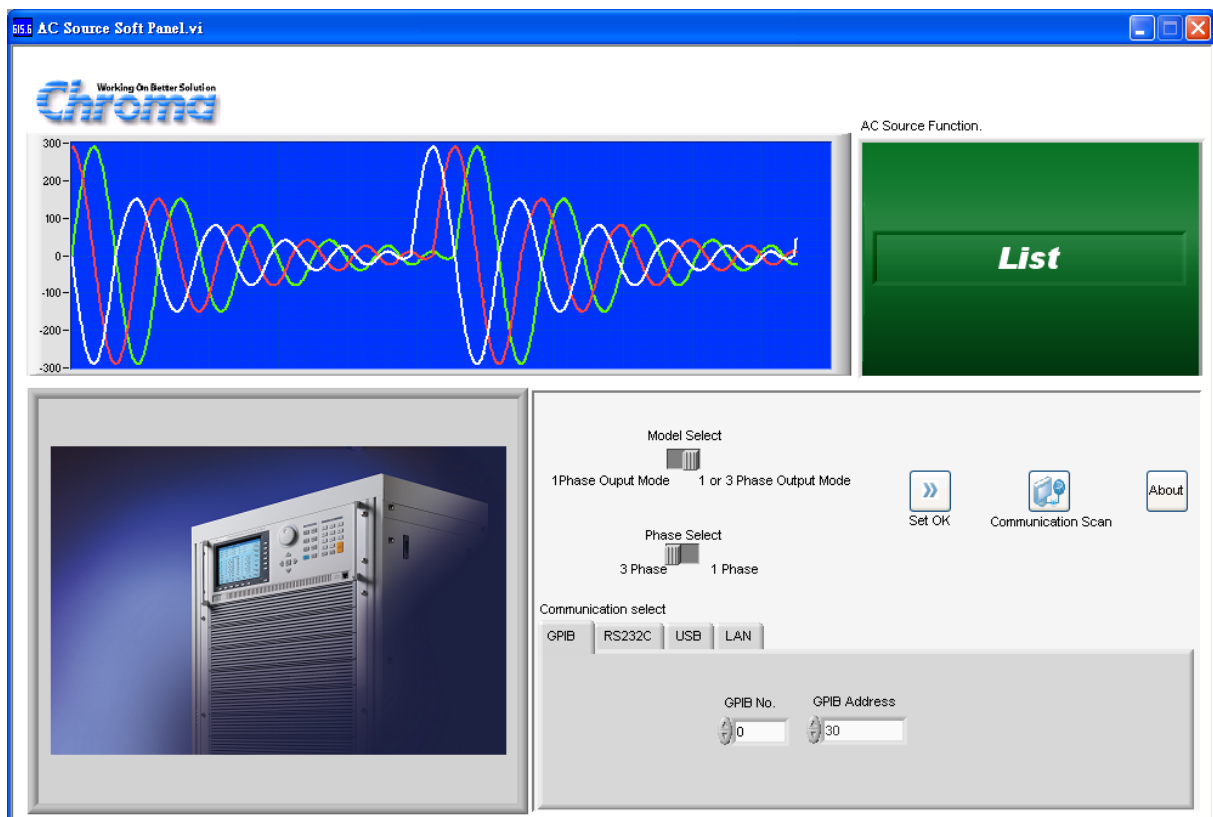 615.6 AC Source Soft Panel.vi
Working On Better Solution
Chroma
AC Source Function.
300
200
100
0
-100
-200
-300
List
Model Select
1Phase Ouput Mode 1 or 3 Phase Output Mode
Set OK
Communication Scan
About
Phase Select
3 Phase 1 Phase
Communication select
GPIB RS232C USB LAN
GPIB No. GPIB Address
0 30